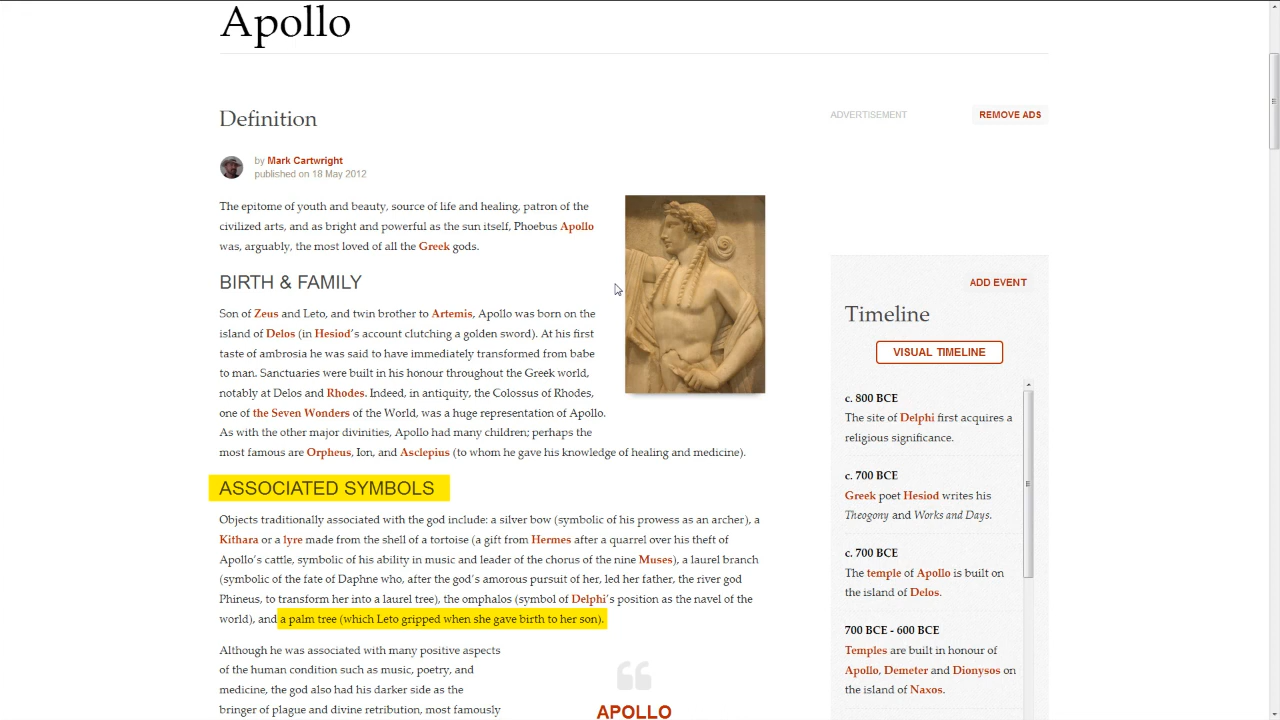 Apollo
Definition
by Mark Cartwright
published on 18 May 2012
The epitome of youth and beauty, source of life and healing, patron of the
civilized arts, and as bright and powerful as the sun itself, Phoebus Apollo
was, arguably, the most loved of all the Greek gods.
BIRTH & FAMILY
Son of Zeus and Leto, and twin brother to Artemis, Apollo was born on the
island of Delos (in Hesiod's account clutching a golden sword). At his first
taste of ambrosia he was said to have immediately transformed from babe
to man. Sanctuaries were built in his honour throughout the Greek world,
notably at Delos and Rhodes. Indeed, in antiquity, the Colossus of Rhodes,
one of the Seven Wonders of the World, was a huge representation of Apollo.
As with the other major divinities, Apollo had many children; perhaps the
most famous are Orpheus, Ion, and Asclepius (to whom he gave his knowledge of healing and medicine).
ASSOCIATED SYMBOLS
Objects traditionally associated with the god include: a silver bow (symbolic of his prowess as an archer), a
Kithara or a lyre made from the shell of a tortoise (a gift from Hermes after a quarrel over his theft of
Apollo's cattle, symbolic of his ability in music and leader of the chorus of the nine Muses), a laurel branch
(symbolic of the fate of Daphne who, after the god's amorous pursuit of her, led her father, the river god
Phineus, to transform her into a laurel tree), the omphalos (symbol of Delphi's position as the navel of the
world), and a palm tree (which Leto gripped when she gave birth to her son).
Although he was associated with many positive aspects
of the human condition such as music, poetry, and
medicine, the god also had his darker side as the
bringer of plague and divine retribution, most famously
APOLLO
ADVERTISEMENT
REMOVE ADS
ADD EVENT
Timeline
VISUAL TIMELINE
c. 800 BCE
The site of Delphi first acquires a
religious significance.
c. 700 BCE
Greek poet Hesiod writes his
Theogony and Works and Days.
c. 700 BCE
The temple of Apollo is built on
the island of Delos.
700 BCE - 600 BCE
Temples are built in honour of
Apollo, Demeter and Dionysos on
the island of Naxos.